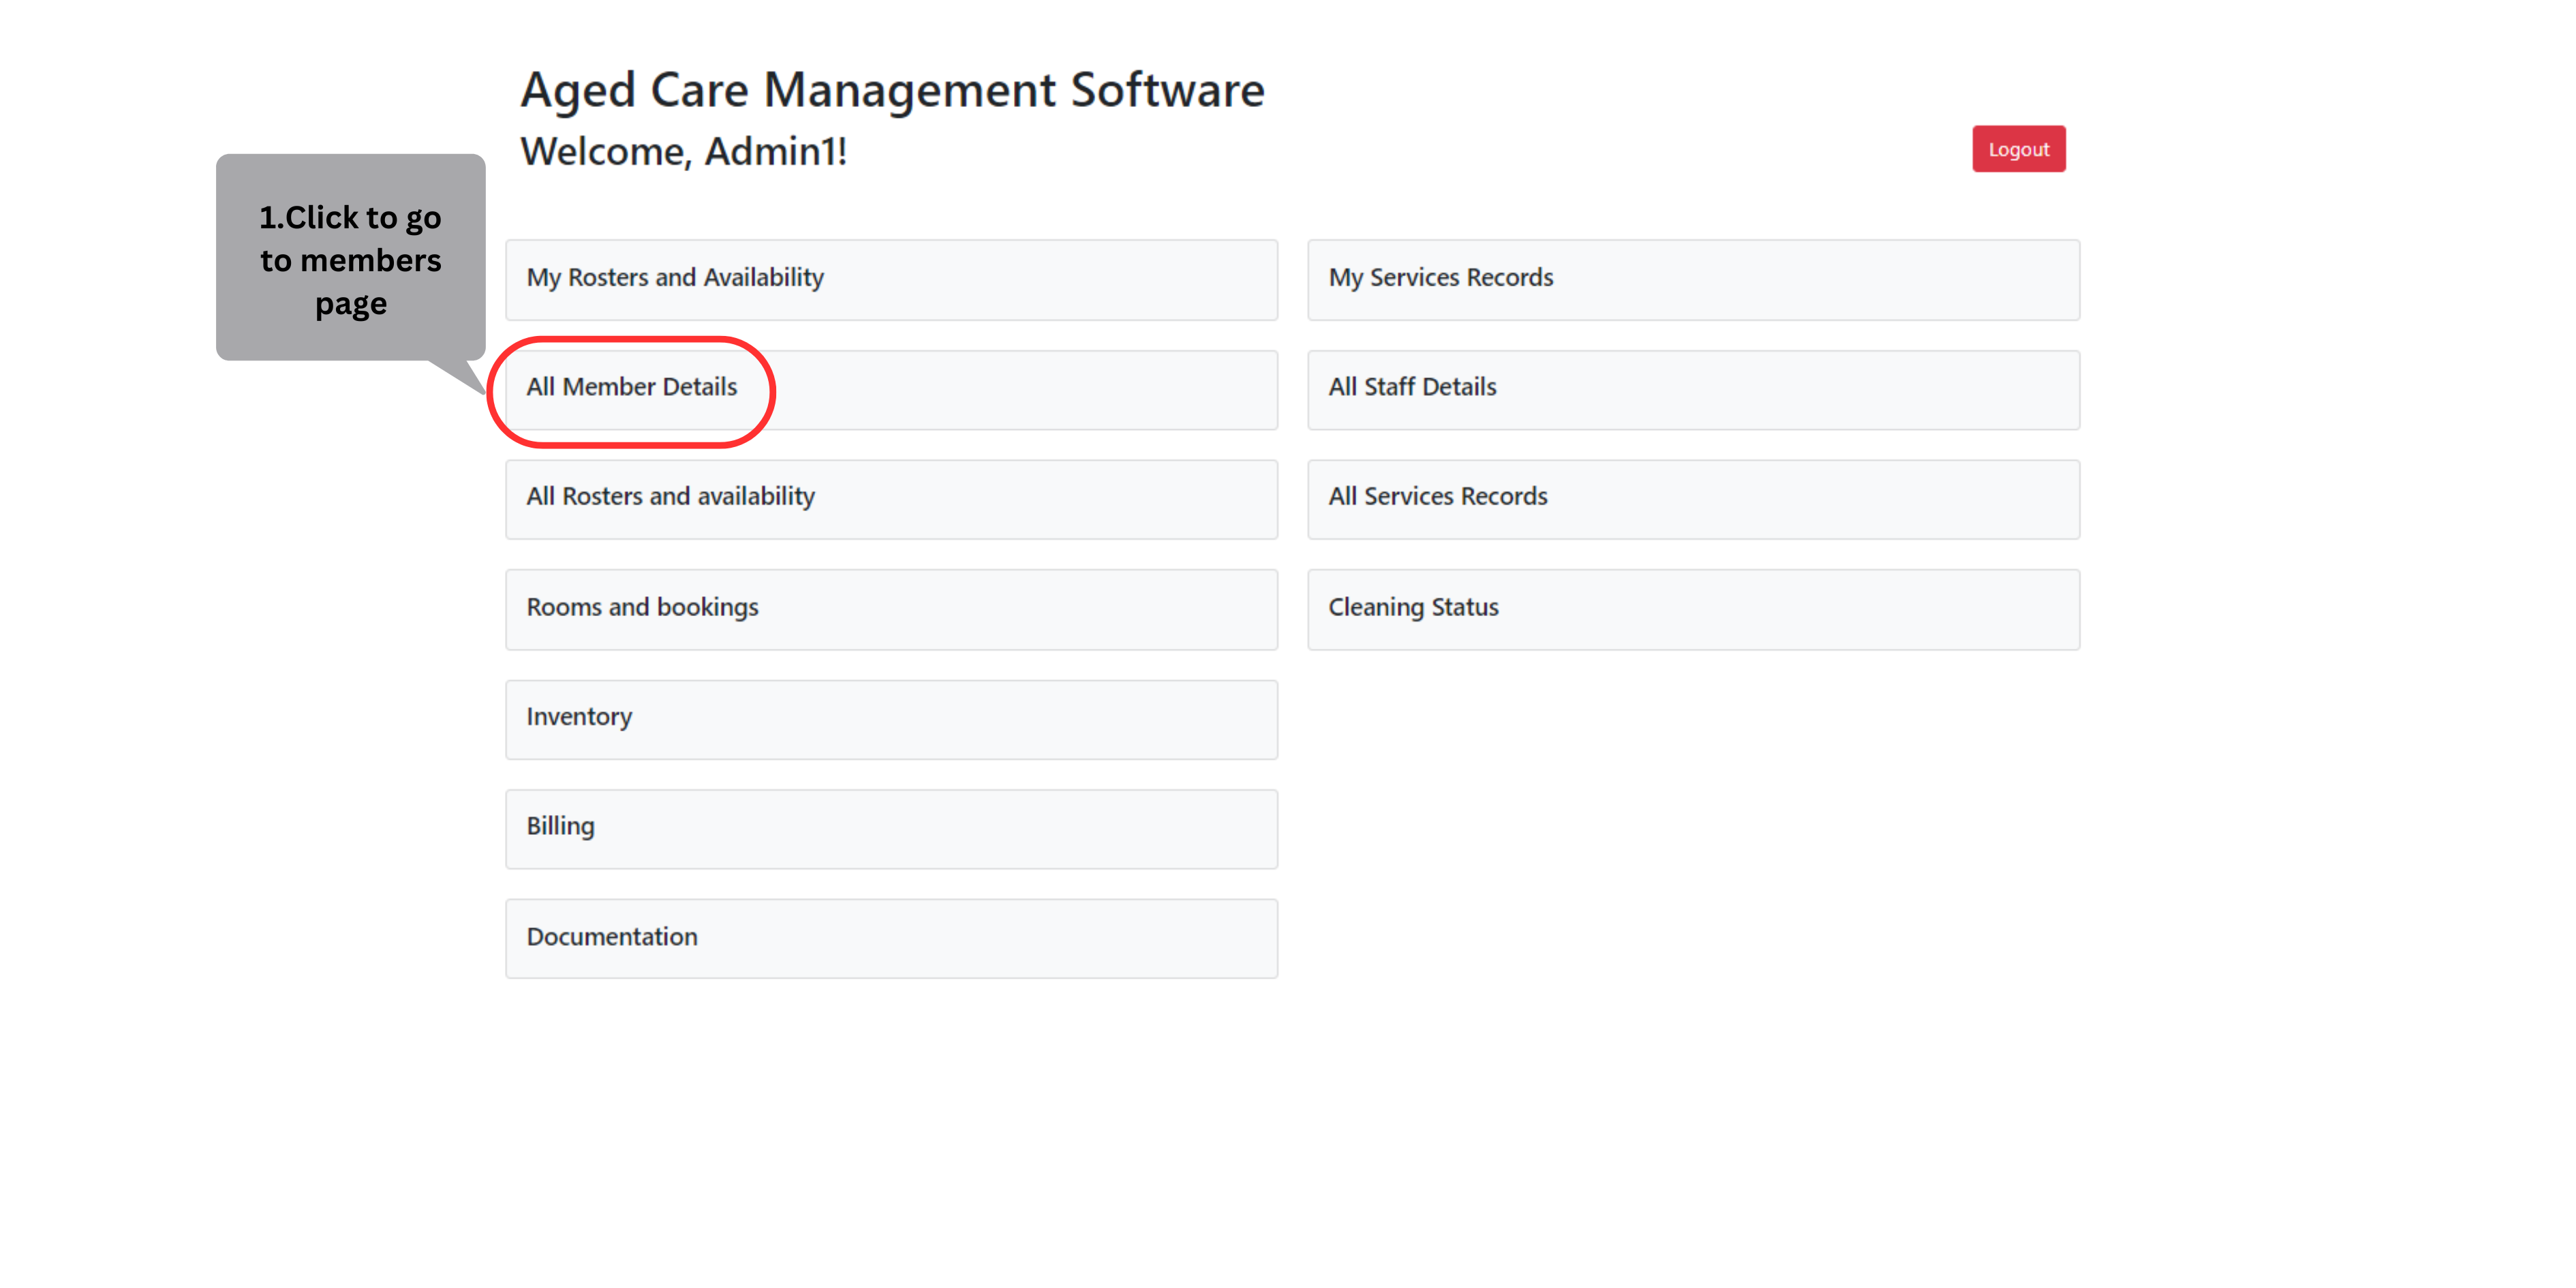 Aged Care Management Software
Welcome, Admin1!
Logout
1.Click to go
to members
page
My Rosters and Availability
My Services Records
All Member Details
All Staff Details
All Rosters and availability
All Services Records
Rooms and bookings
Cleaning Status
Inventory
Billing
Documentation